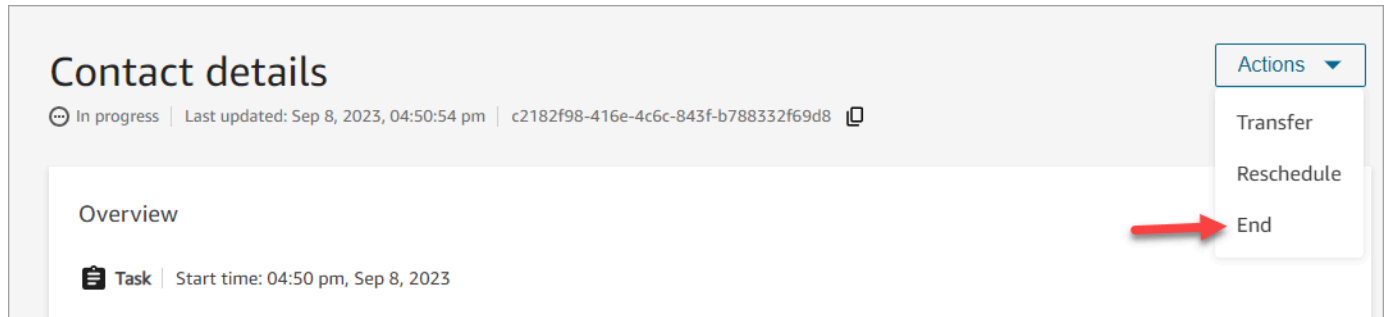 Contact details
Actions
In progress Last updated: Sep 8, 2023, 04:50:54 pm c2182f98-416e-4c6c-843f-b788332f69d8
Transfer
Reschedule
Overview
End
Task Start time: 04:50 pm, Sep 8, 2023